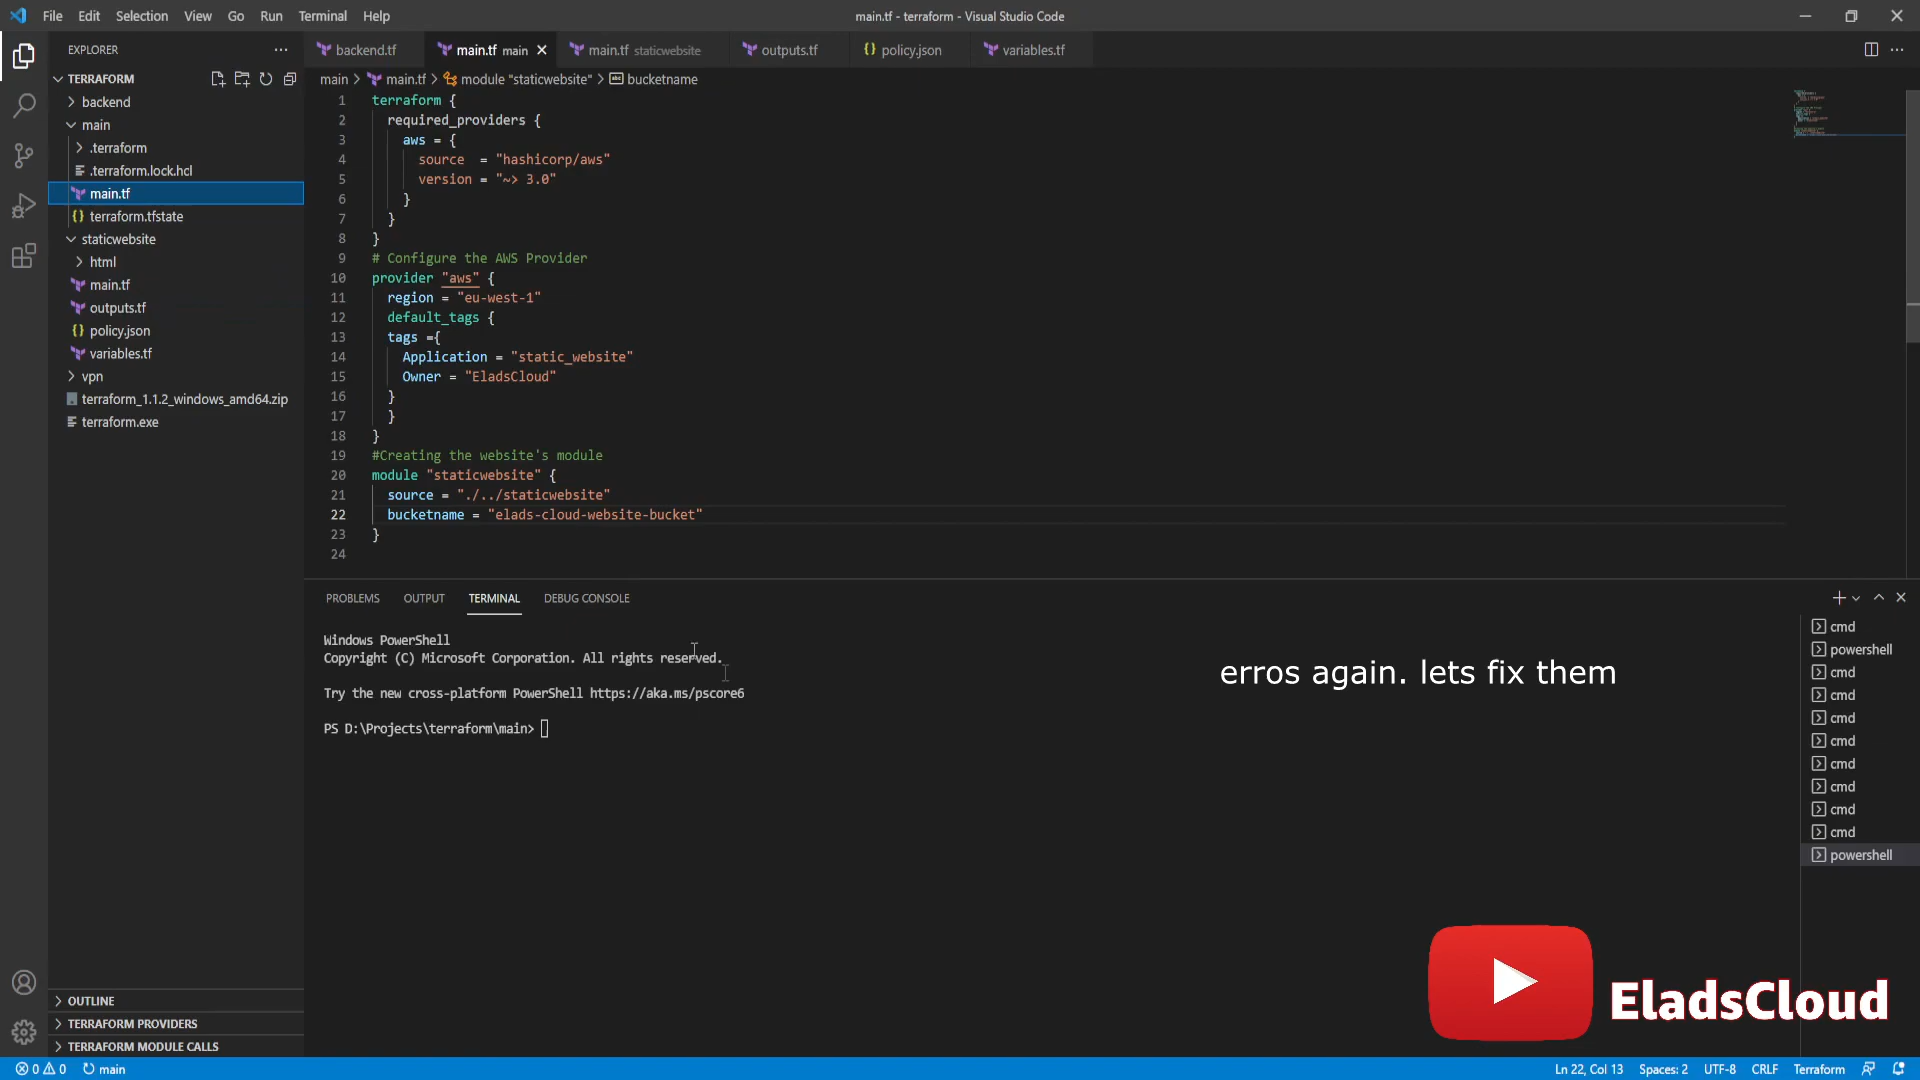 File Edit Selection View Go Run Terminal Help
main.tf - terraform - Visual Studio Code
EXPLORER
TERRAFORM
backend
main
.terraform
.terraform.lock.hcl
main.tf
terraform.tfstate
staticwebsite
html
main.tf
outputs.tf
policy.json
variables.tf
vpn
terraform_1.1.2_windows_amd64.zip
terraform.exe
OUTLINE
TERRAFORM PROVIDERS
TERRAFORM MODULE CALLS
backend.tf main.tf main main.tf staticwebsite outputs.tf policy.json variables.tf
main > main.tf > module "staticwebsite" > bucketname
1 terraform {
2 required_providers {
3 aws = {
4 source = "hashicorp/aws"
5 version = "~> 3.0"
6 }
7 }
8 }
9 # Configure the AWS Provider
10 provider "aws" {
11 region = "eu-west-1"
12 default_tags {
13 tags ={
14 Application = "static_website"
15 Owner = "EladsCloud"
16 }
17 }
18 }
19 #Creating the website's module
20 module "staticwebsite" {
21 source = "./../staticwebsite"
22 bucketname = "elads-cloud-website-bucket"
23 }
24
PROBLEMS OUTPUT TERMINAL DEBUG CONSOLE
Windows PowerShell
Copyright (C) Microsoft Corporation. All rights reserved.
Try the new cross-platform PowerShell https://aka.ms/pscore6
PS D:\Projects\terraform\main>
erros again. lets fix them
cmd
powershell
cmd
cmd
cmd
cmd
cmd
cmd
cmd
cmd
powershell
EladsCloud
0 0 main
Ln 22, Col 13 Spaces: 2 UTF-8 CRLF Terraform